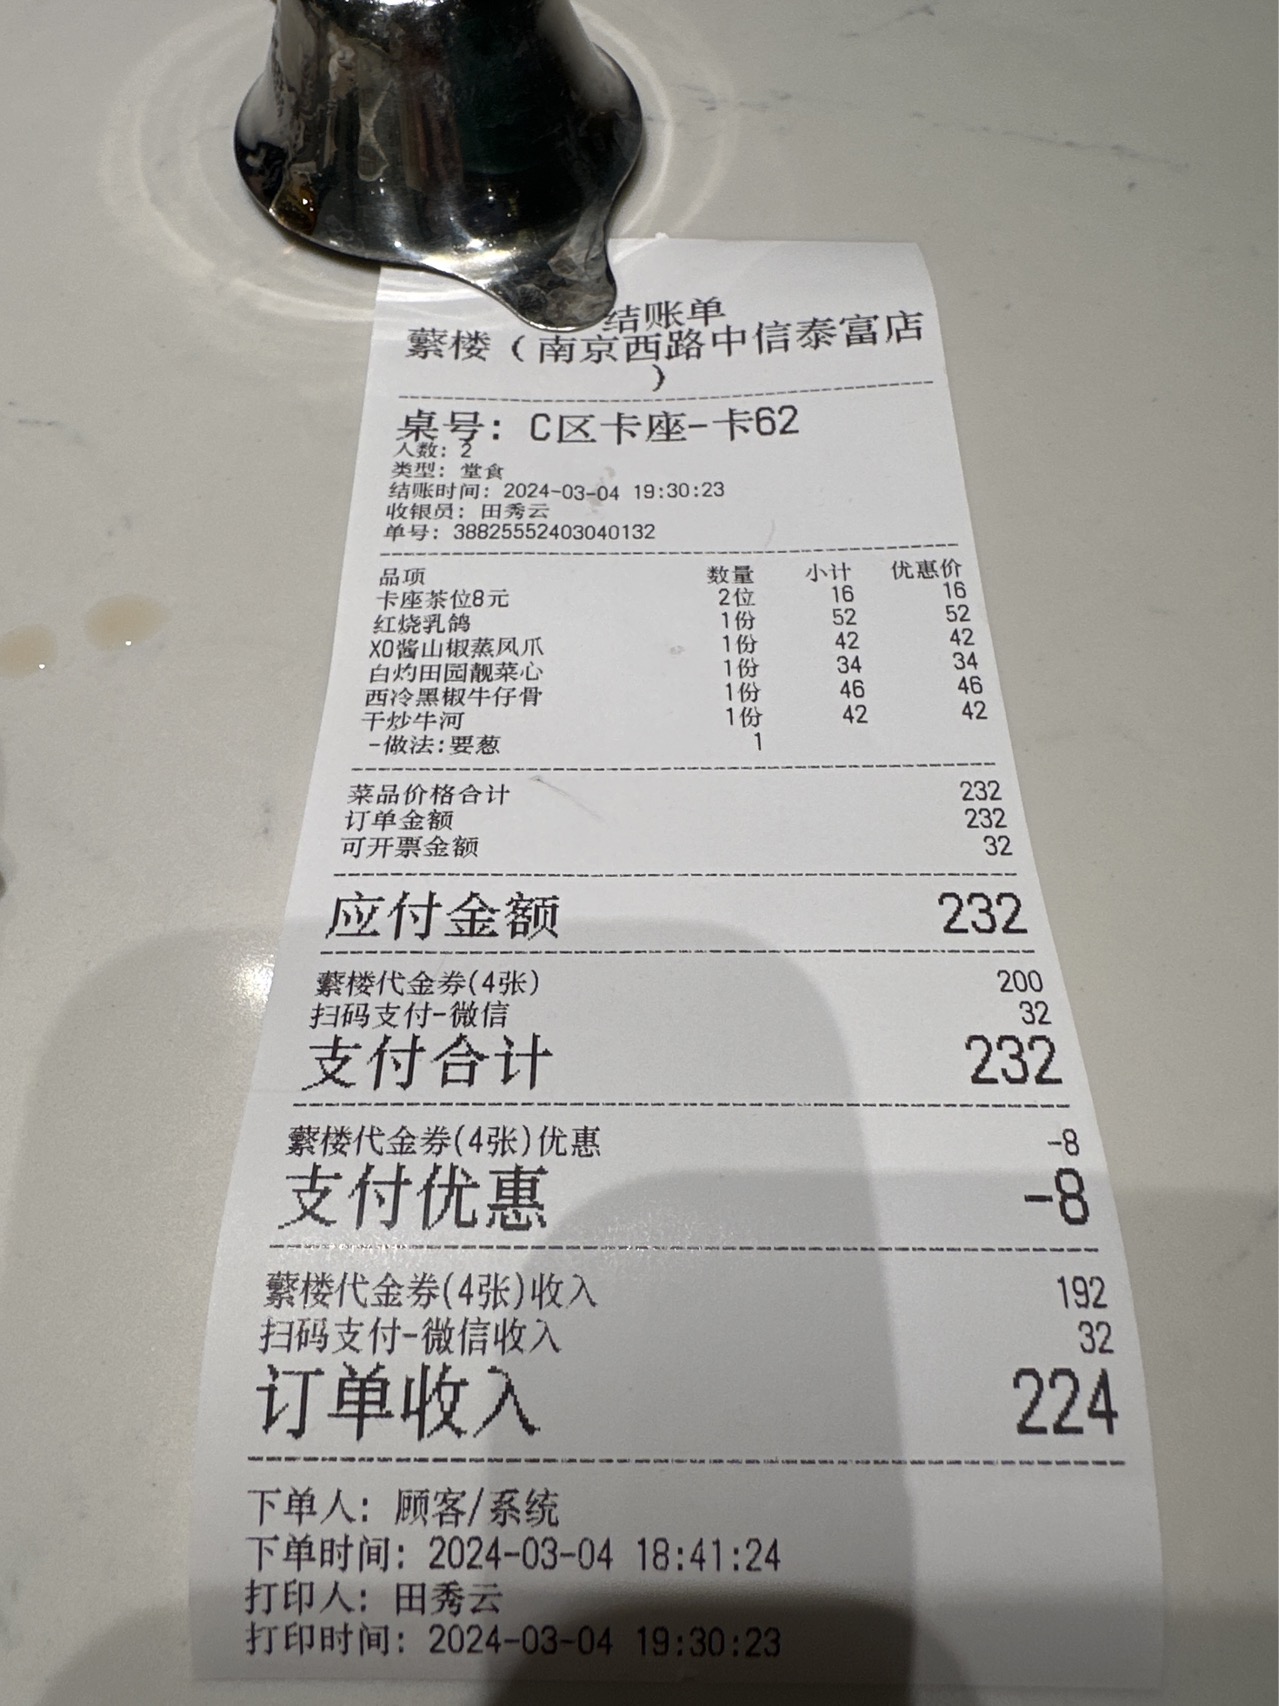 结账单
蘩楼（南京西路中信泰富店
）
桌号: C区卡座-卡62
人数: 2
类型: 堂食
结账时间: 2024-03-04 19:30:23
收银员: 田秀云
单号: 38825552403040132
品项 数量 小计 优惠价
卡座茶位8元 2位 16 16
红烧乳鸽 1份 52 52
XO酱山椒蒸凤爪 1份 42 42
白灼田园靓菜心 1份 34 34
西冷黑椒牛仔骨 1份 46 46
干炒牛河 1份 42 42
-做法:要葱 1
菜品价格合计 232
订单金额 232
可开票金额 32
应付金额 232
蘩楼代金券(4张) 200
扫码支付-微信 32
支付合计 232
蘩楼代金券(4张)优惠 -8
支付优惠 -8
蘩楼代金券(4张)收入 192
扫码支付-微信收入 32
订单收入 224
下单人: 顾客/系统
下单时间: 2024-03-04 18:41:24
打印人: 田秀云
打印时间: 2024-03-04 19:30:23